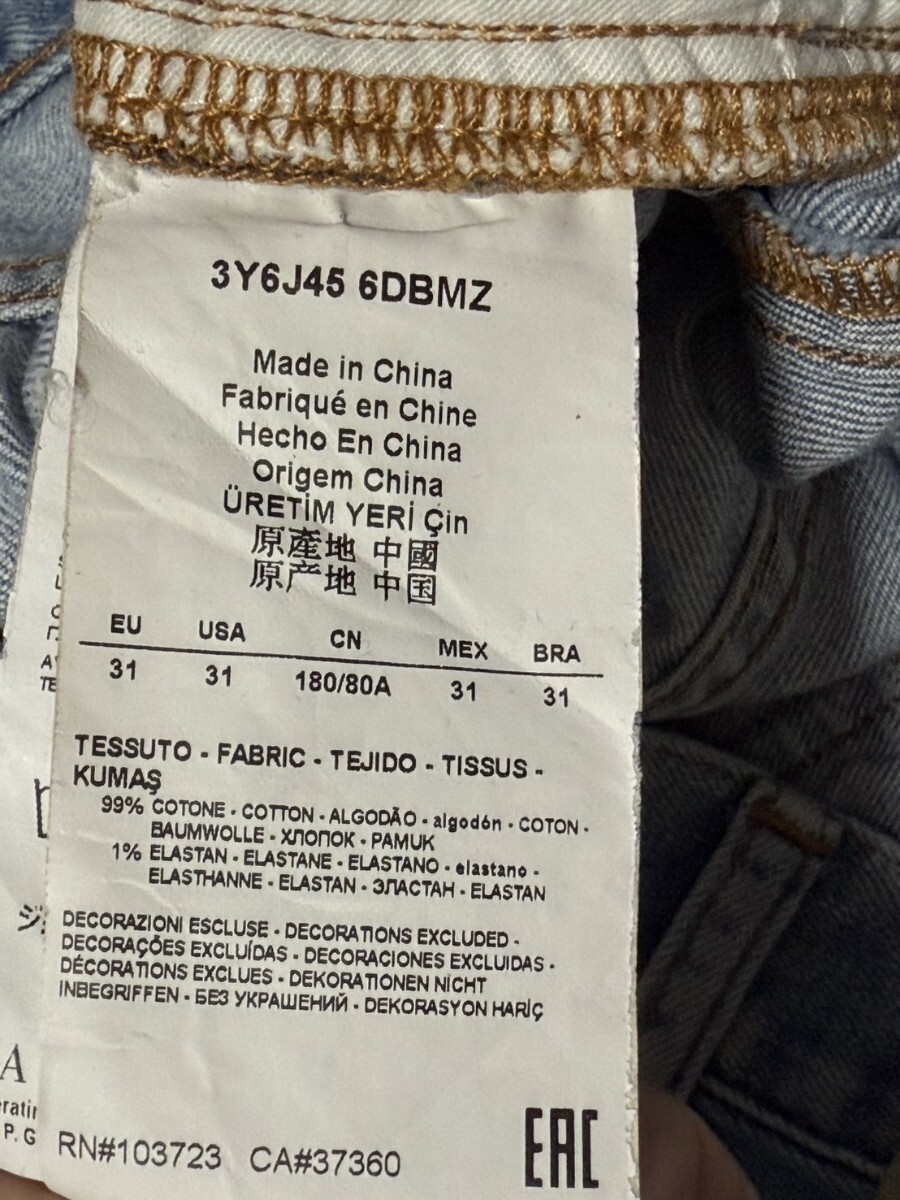 3Y6J45 6DBMZ
Made in China
Fabriqué en Chine
Hecho En China
Origem China
ÜRETİM YERİ Çin
原產地 中國
原产地 中国
EU USA CN MEX BRA
31 31 180/80A 31 31
TESSUTO - FABRIC - TEJIDO - TISSUS -
KUMAŞ
99% COTONE - COTTON - ALGODÃO - algodón - COTON -
BAUMWOLLE - ХЛОПОК - PAMUK
1% ELASTAN - ELASTANE - ELASTANO - elastano -
ELASTHANNE - ELASTAN - ЭЛАСТАН - ELASTAN
DECORAZIONI ESCLUSE - DECORATIONS EXCLUDED -
DECORAÇÕES EXCLUÍDAS - DECORACIONES EXCLUIDAS -
DÉCORATIONS EXCLUES - DEKORATIONEN NICHT
INBEGRIFFEN - БЕЗ УКРАШЕНИЙ - DEKORASYON HARİÇ
EAC
RN#103723 CA#37360
A
P. G